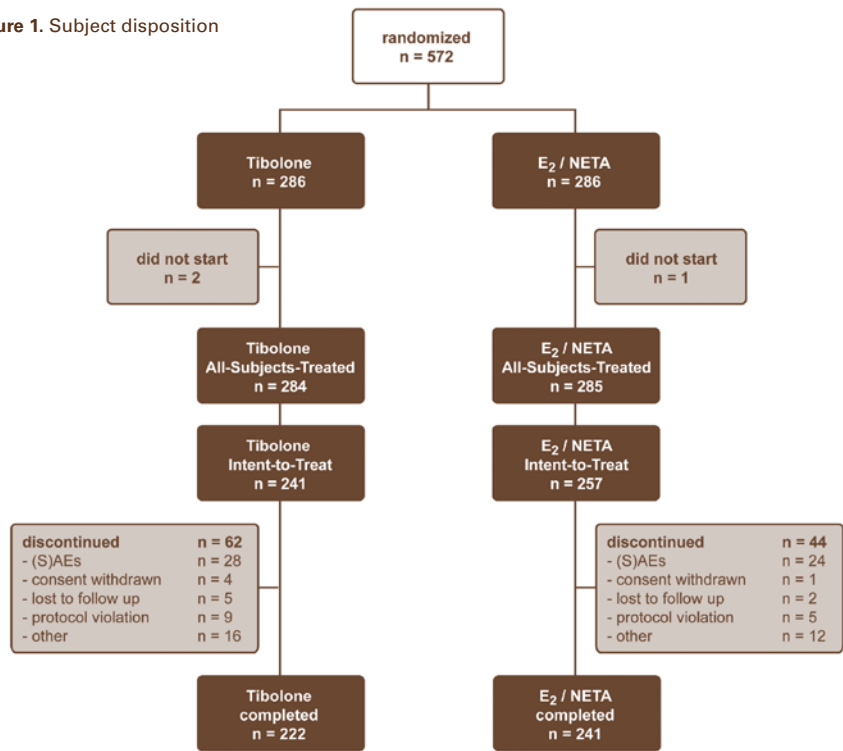 ure 1. Subject disposition
randomized
n = 572
Tibolone
n = 286
E₂ / NETA
n = 286
did not start
n = 2
did not start
n = 1
Tibolone
All-Subjects-Treated
n = 284
E₂ / NETA
All-Subjects-Treated
n = 285
Tibolone
Intent-to-Treat
n = 241
E₂ / NETA
Intent-to-Treat
n = 257
discontinued n = 62
- (S)AEs n = 28
- consent withdrawn n = 4
- lost to follow up n = 5
- protocol violation n = 9
- other n = 16
discontinued n = 44
- (S)AEs n = 24
- consent withdrawn n = 1
- lost to follow up n = 2
- protocol violation n = 5
- other n = 12
Tibolone
completed
n = 222
E₂ / NETA
completed
n = 241